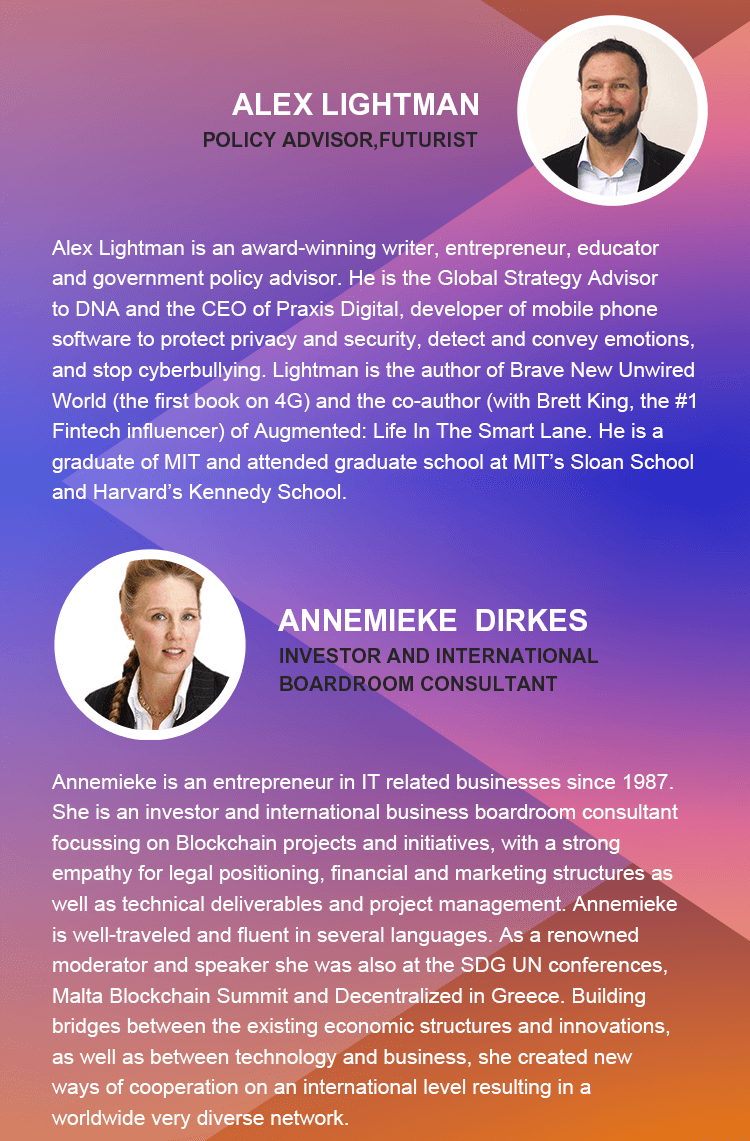 ALEX LIGHTMAN
POLICY ADVISOR,FUTURIST
Alex Lightman is an award-winning writer, entrepreneur, educator
and government policy advisor. He is the Global Strategy Advisor
to DNA and the CEO of Praxis Digital, developer of mobile phone
software to protect privacy and security, detect and convey emotions,
and stop cyberbullying. Lightman is the author of Brave New Unwired
World (the first book on 4G) and the co-author (with Brett King, the #1
Fintech influencer) of Augmented: Life In The Smart Lane. He is a
graduate of MIT and attended graduate school at MIT’s Sloan School
and Harvard’s Kennedy School.
ANNEMIEKE DIRKES
INVESTOR AND INTERNATIONAL
BOARDROOM CONSULTANT
Annemieke is an entrepreneur in IT related businesses since 1987.
She is an investor and international business boardroom consultant
focussing on Blockchain projects and initiatives, with a strong
empathy for legal positioning, financial and marketing structures as
well as technical deliverables and project management. Annemieke
is well-traveled and fluent in several languages. As a renowned
moderator and speaker she was also at the SDG UN conferences,
Malta Blockchain Summit and Decentralized in Greece. Building
bridges between the existing economic structures and innovations,
as well as between technology and business, she created new
ways of cooperation on an international level resulting in a
worldwide very diverse network.